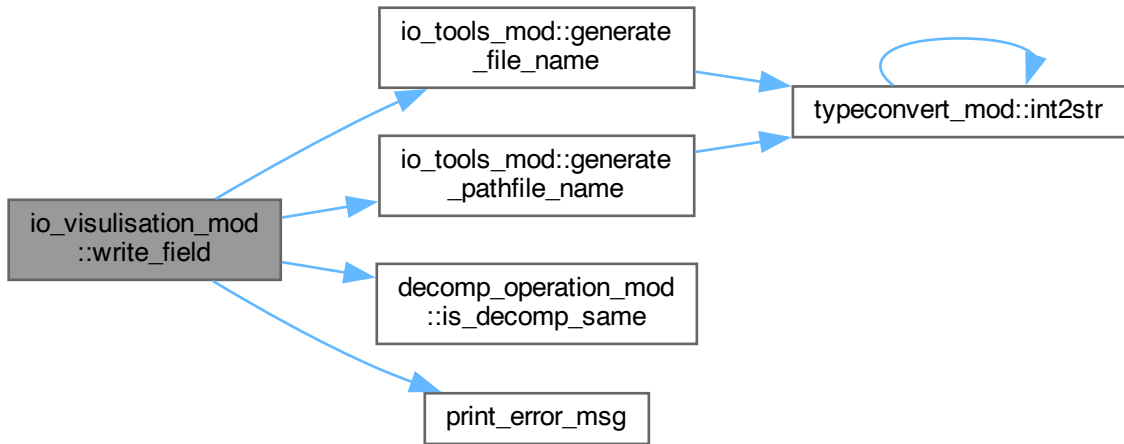 io_tools_mod::generate
_file_name
typeconvert_mod::int2str
io_tools_mod::generate
_pathfile_name
io_visulisation_mod
::write_field
decomp_operation_mod
::is_decomp_same
print_error_msg